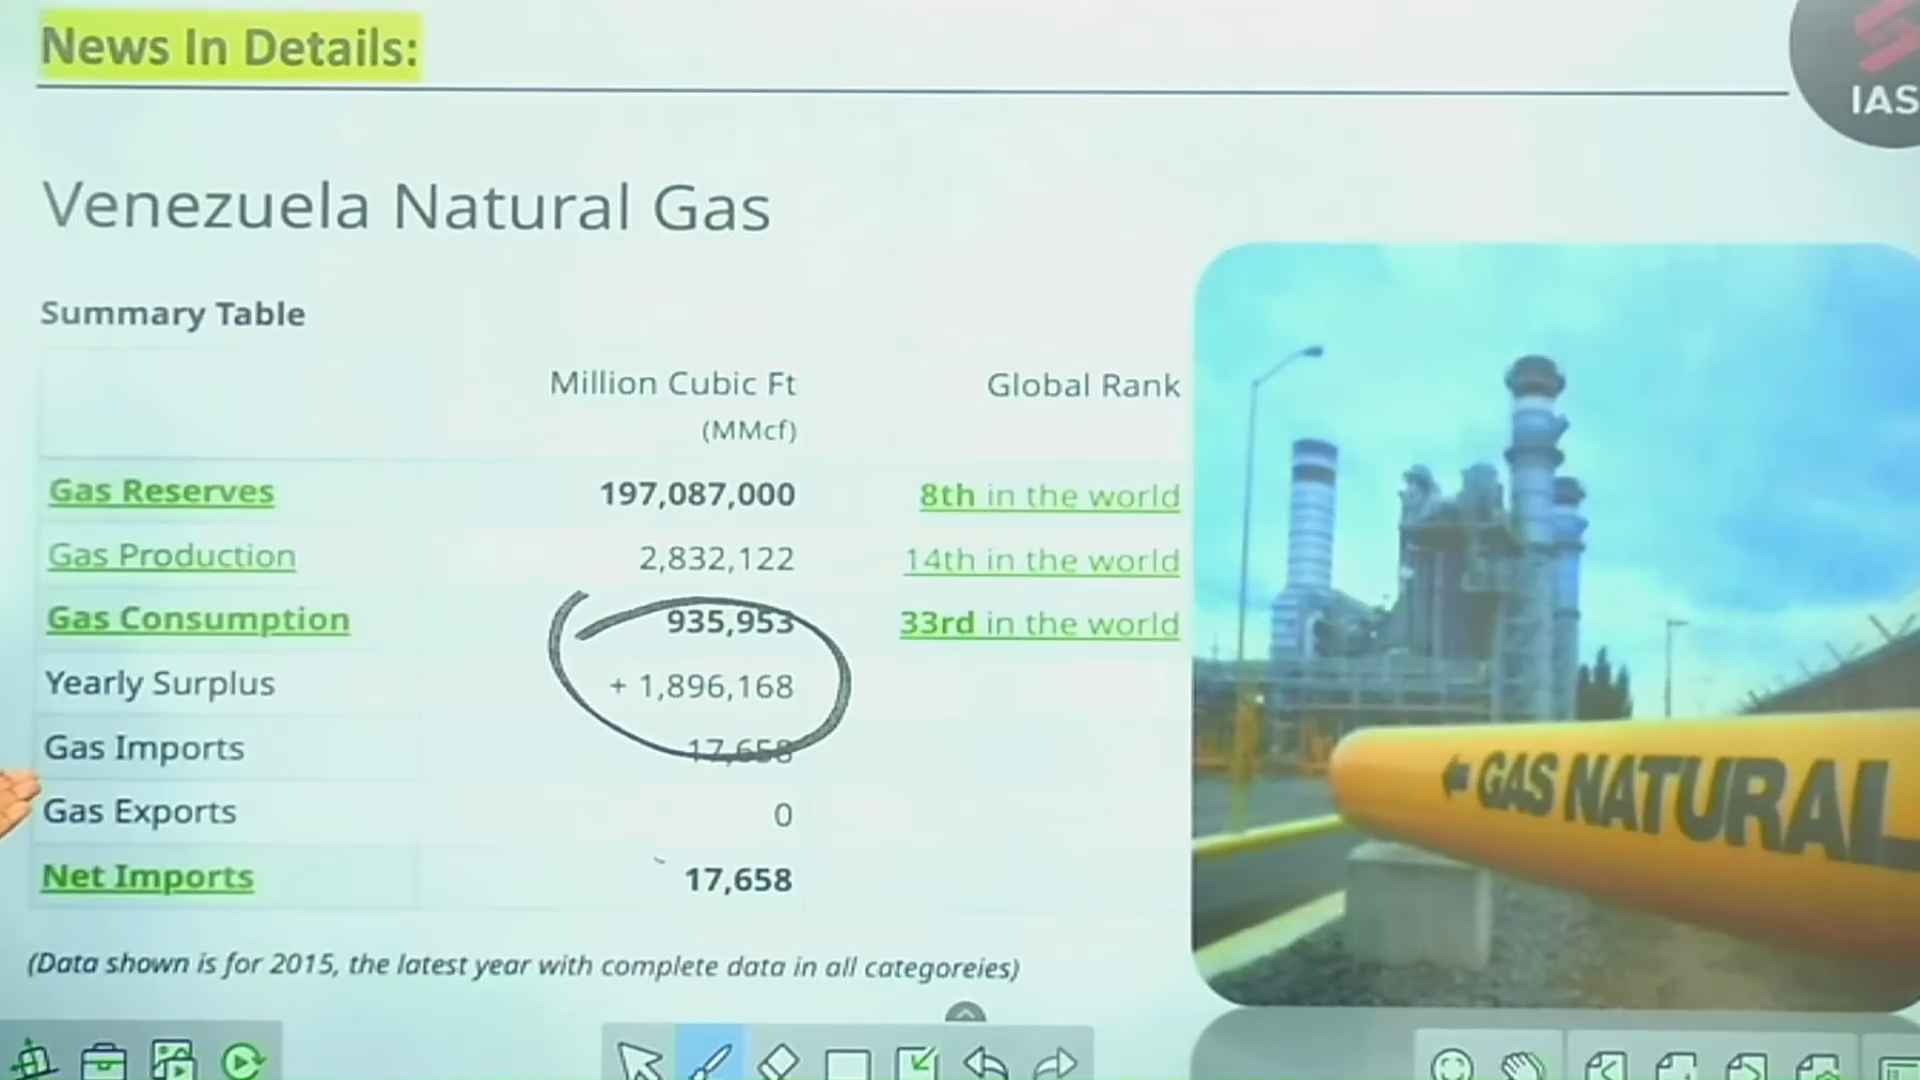 News In Details:
IAS
Venezuela Natural Gas
Summary Table
Million Cubic Ft Global Rank
(MMcf)
Gas Reserves 197,087,000 8th in the world
Gas Production 2,832,122 14th in the world
Gas Consumption 935,953 33rd in the world
Yearly Surplus + 1,896,168
Gas Imports 17,658
Gas Exports 0
Net Imports 17,658
(Data shown is for 2015, the latest year with complete data in all categoreies)
GAS NATURAL